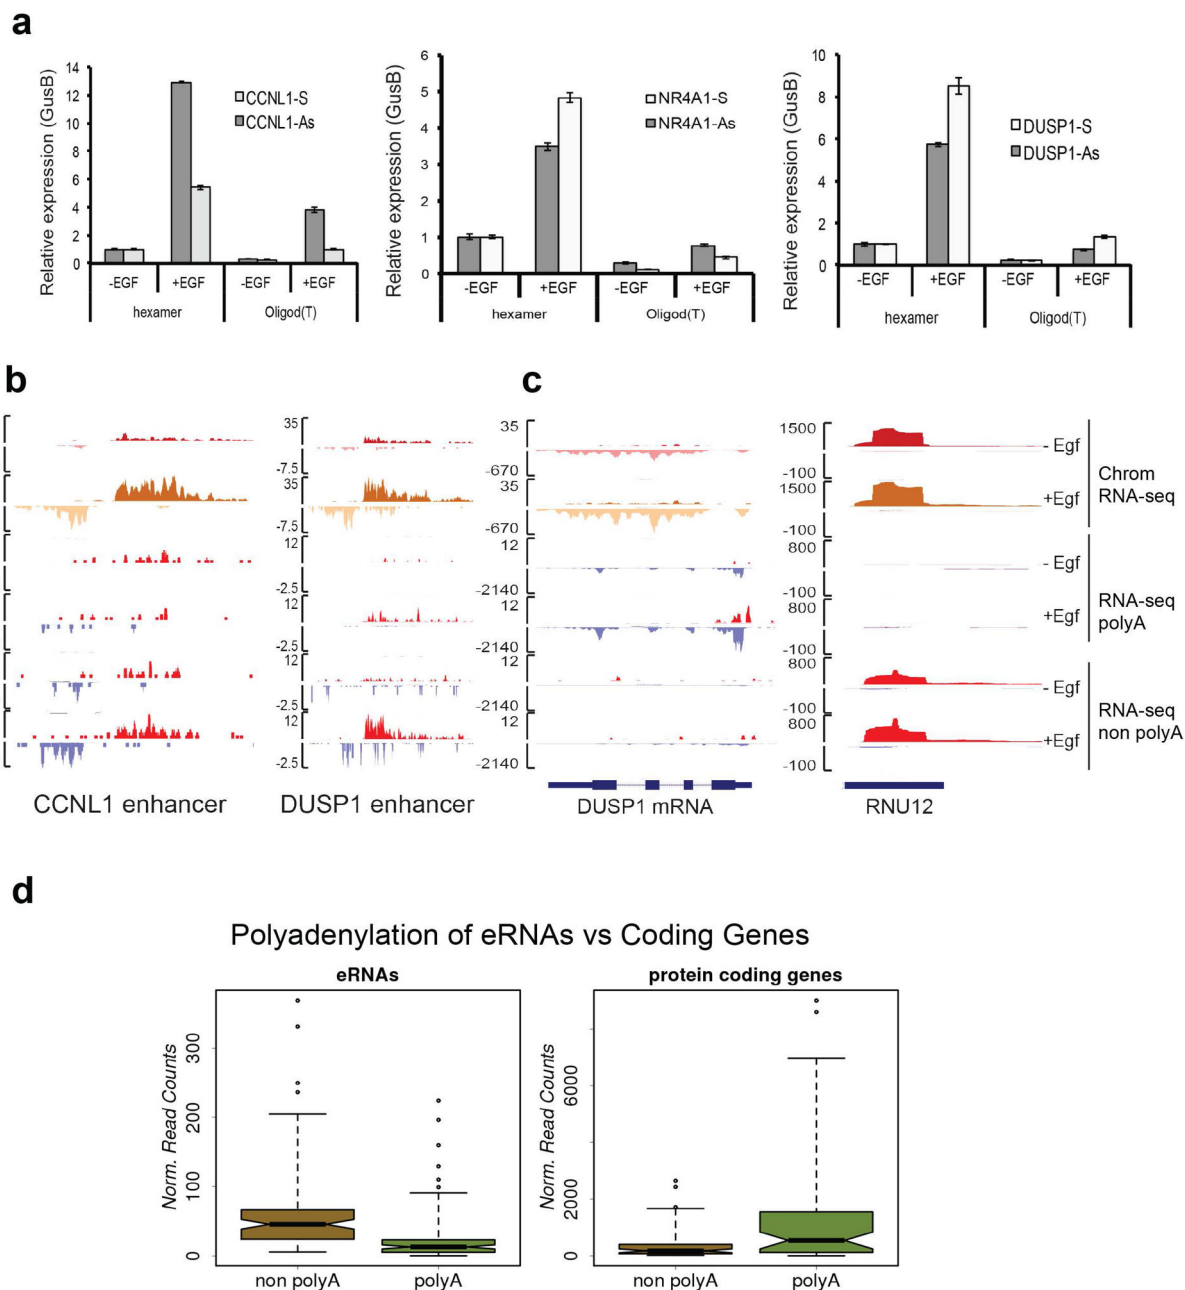 a
Relative expression (GusB)
14
12
10
8
6
4
2
0
CCNL1-S
CCNL1-As
-EGF
+EGF
-EGF
+EGF
hexamer
Oligod(T)
Relative expression (GusB)
6
5
4
3
2
1
0
NR4A1-S
NR4A1-As
-EGF
+EGF
-EGF
+EGF
hexamer
Oligod(T)
Relative expression (GusB)
10
8
6
4
2
0
DUSP1-S
DUSP1-As
-EGF
+EGF
-EGF
+EGF
hexamer
Oligod(T)
b
35
-7.5
35
-7.5
12
-2.5
12
-2.5
12
-2.5
12
-2.5
CCNL1 enhancer
DUSP1 enhancer
c
35
-670
35
-670
12
-2140
12
-2140
12
-2140
12
-2140
DUSP1 mRNA
1500
-100
1500
-100
800
-100
800
-100
800
-100
800
-100
RNU12
- Egf
+Egf
Chrom
RNA-seq
- Egf
+Egf
RNA-seq
polyA
- Egf
+Egf
RNA-seq
non polyA
d
Polyadenylation of eRNAs vs Coding Genes
eRNAs
Norm. Read Counts
300
200
100
0
non polyA
polyA
protein coding genes
Norm. Read Counts
6000
2000
0
non polyA
polyA